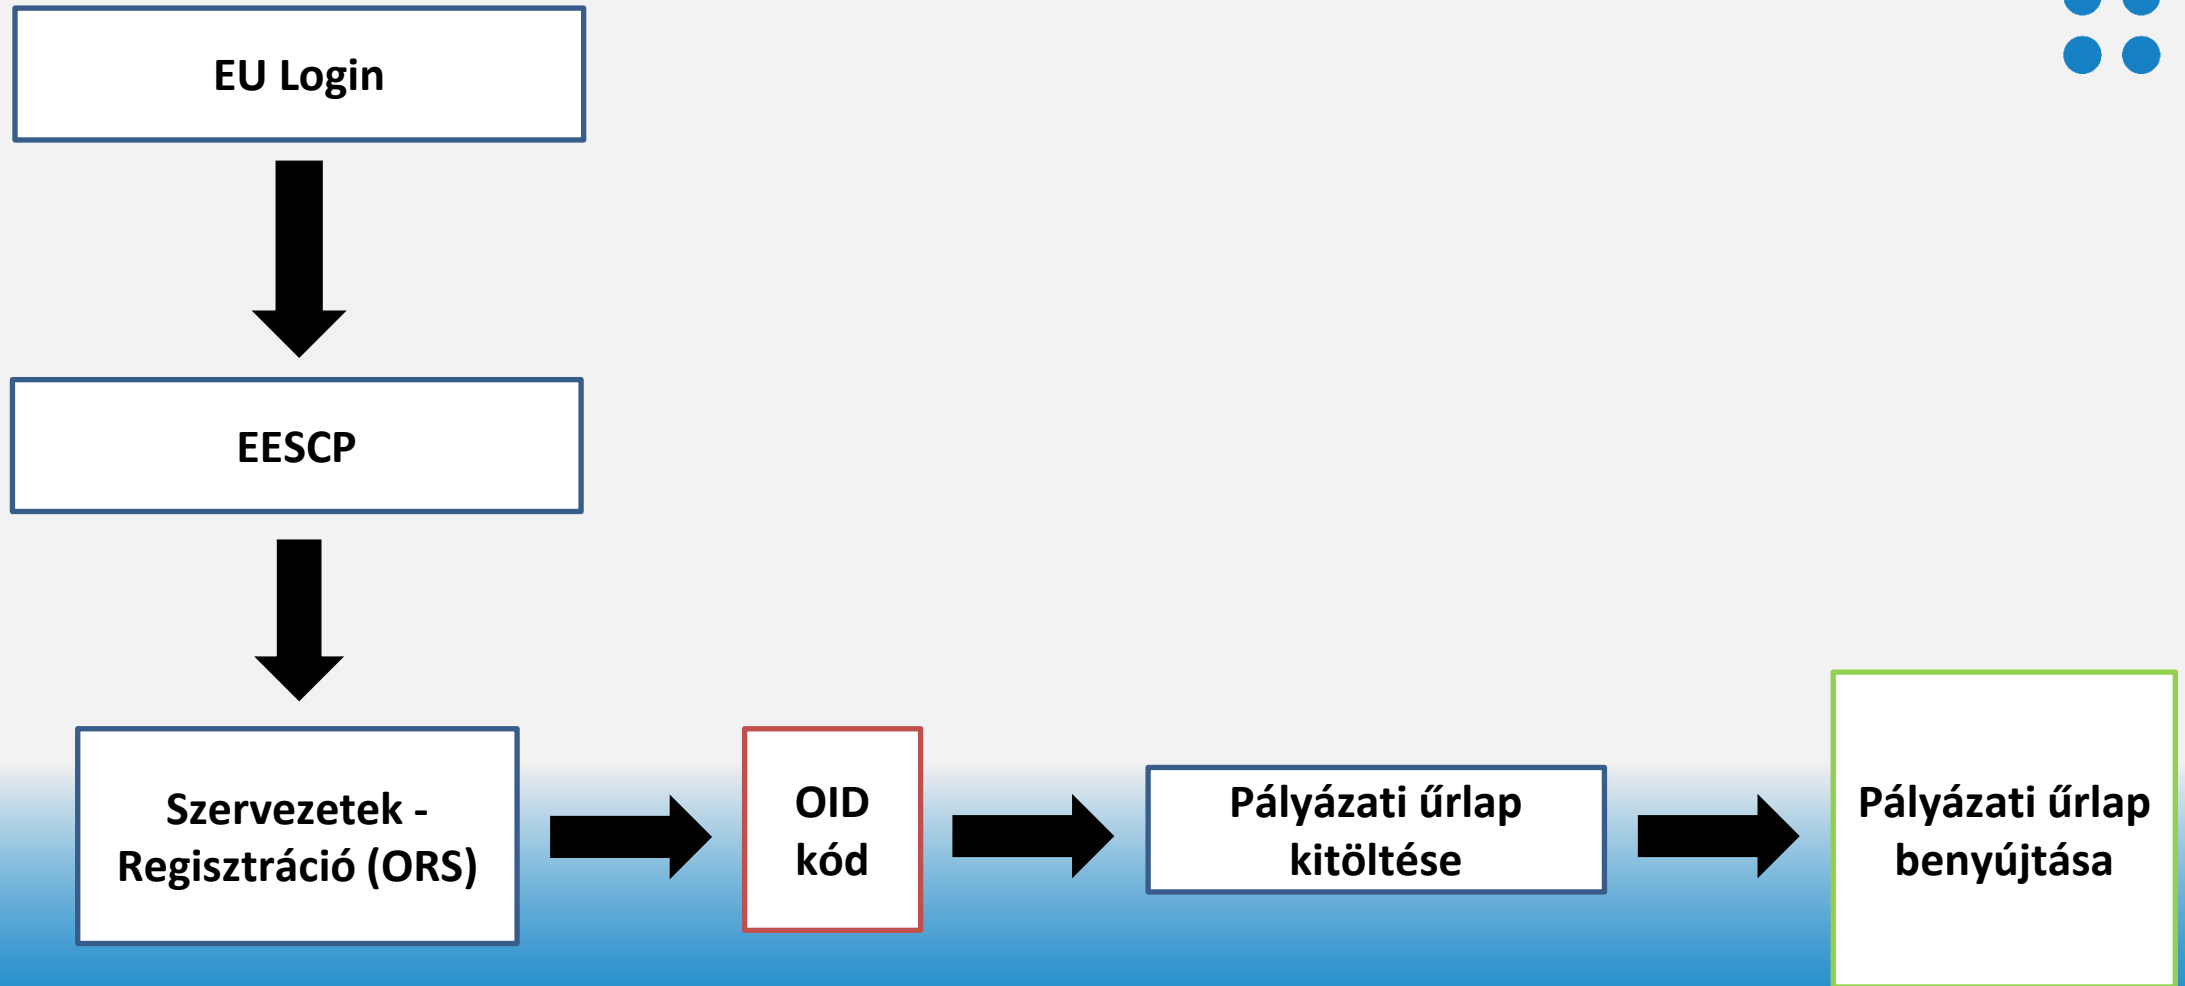 EU Login
EESCP
Szervezetek -
Regisztráció (ORS)
OID
kód
Pályázati űrlap
kitöltése
Pályázati űrlap
benyújtása